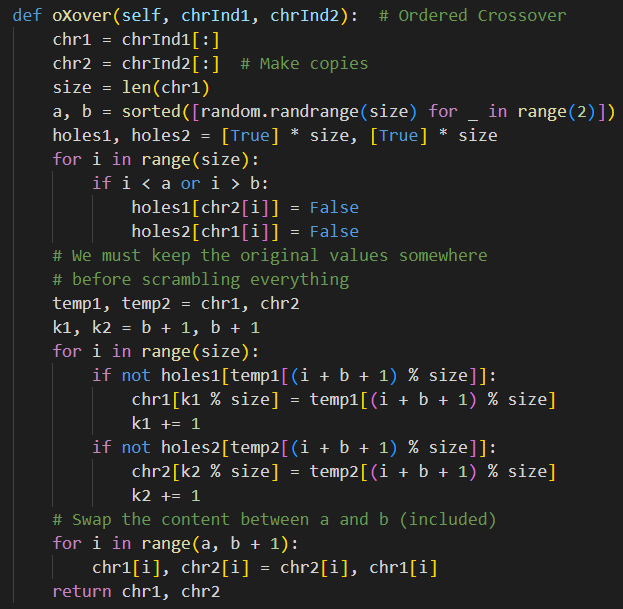 def oXover(self, chrInd1, chrInd2):  # Ordered Crossover
    chr1 = chrInd1[:]
    chr2 = chrInd2[:]  # Make copies
    size = len(chr1)
    a, b = sorted([random.randrange(size) for _ in range(2)])
    holes1, holes2 = [True] * size, [True] * size
    for i in range(size):
        if i < a or i > b:
            holes1[chr2[i]] = False
            holes2[chr1[i]] = False
    # We must keep the original values somewhere
    # before scrambling everything
    temp1, temp2 = chr1, chr2
    k1, k2 = b + 1, b + 1
    for i in range(size):
        if not holes1[temp1[(i + b + 1) % size]]:
            chr1[k1 % size] = temp1[(i + b + 1) % size]
            k1 += 1
        if not holes2[temp2[(i + b + 1) % size]]:
            chr2[k2 % size] = temp2[(i + b + 1) % size]
            k2 += 1
    # Swap the content between a and b (included)
    for i in range(a, b + 1):
        chr1[i], chr2[i] = chr2[i], chr1[i]
    return chr1, chr2